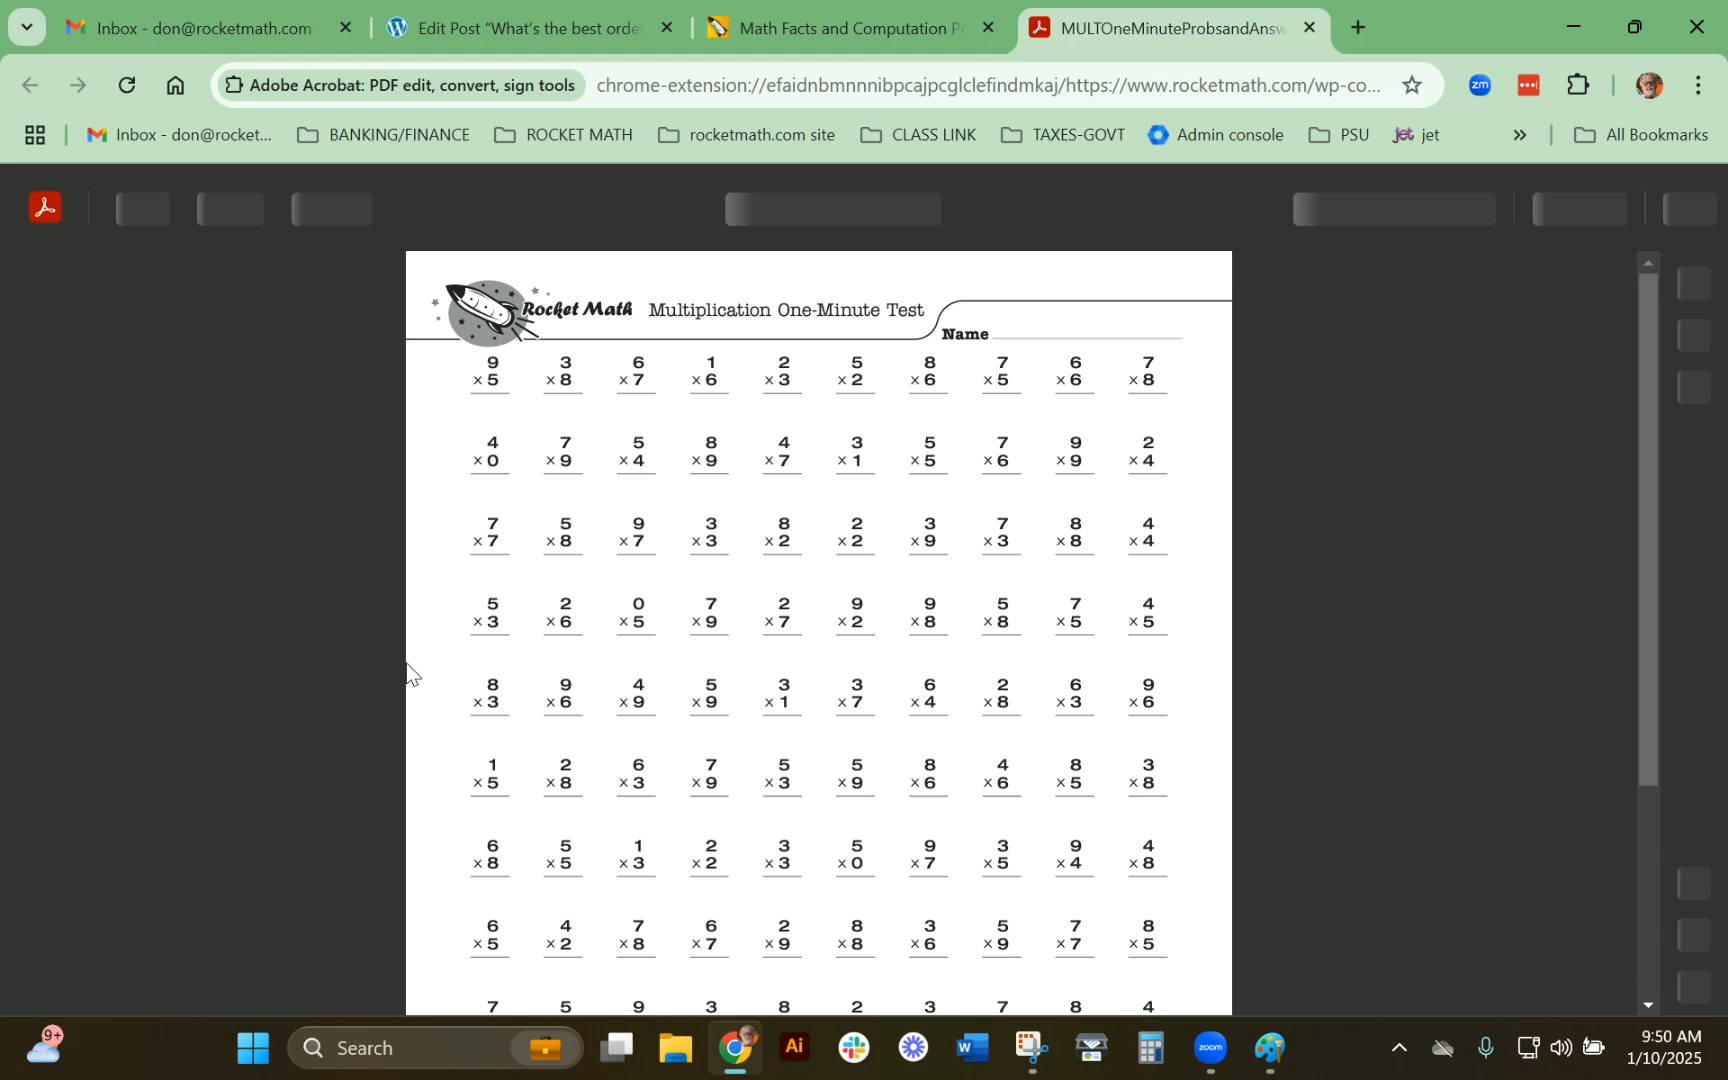 Inbox - don@rocketmath.com
Edit Post “What’s the best orde
Math Facts and Computation Pr
MULTOneMinuteProbsandAnsw
Adobe Acrobat: PDF edit, convert, sign tools
chrome-extension://efaidnbmnnnibpcajpcglclefindmkaj/https://www.rocketmath.com/wp-co...
zm
Inbox - don@rocket...
BANKING/FINANCE
ROCKET MATH
rocketmath.com site
CLASS LINK
TAXES-GOVT
Admin console
PSU
jet jet
»
All Bookmarks
Rocket Math Multiplication One-Minute Test
Name
9 3 6 1 2 5 8 7 6 7
×5 ×8 ×7 ×6 ×3 ×2 ×6 ×5 ×6 ×8
4 7 5 8 4 3 5 7 9 2
×0 ×9 ×4 ×9 ×7 ×1 ×5 ×6 ×9 ×4
7 5 9 3 8 2 3 7 8 4
×7 ×8 ×7 ×3 ×2 ×2 ×9 ×3 ×8 ×4
5 2 0 7 2 9 9 5 7 4
×3 ×6 ×5 ×9 ×7 ×2 ×8 ×8 ×5 ×5
8 9 4 5 3 3 6 2 6 9
×3 ×6 ×9 ×9 ×1 ×7 ×4 ×8 ×3 ×6
1 2 6 7 5 5 8 4 8 3
×5 ×8 ×3 ×9 ×3 ×9 ×6 ×6 ×5 ×8
6 5 1 2 3 5 9 3 9 4
×8 ×5 ×3 ×2 ×3 ×0 ×7 ×5 ×4 ×8
6 4 7 6 2 8 3 5 7 8
×5 ×2 ×8 ×7 ×9 ×8 ×6 ×9 ×7 ×5
7 5 9 3 8 2 3 7 8 4
9+
Search
Ai
W
zoom
9:50 AM
1/10/2025